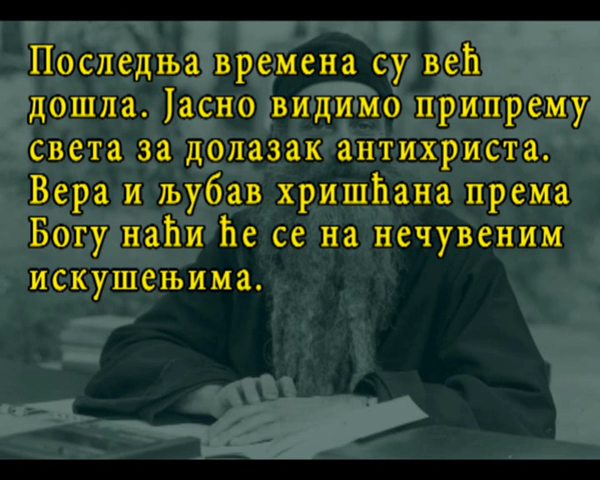 Последња времена су већ
дошла. Јасно видимо припрему
света за долазак антихриста.
Вера и љубав хришћана према
Богу наћи ће се на нечувеним
искушењима.